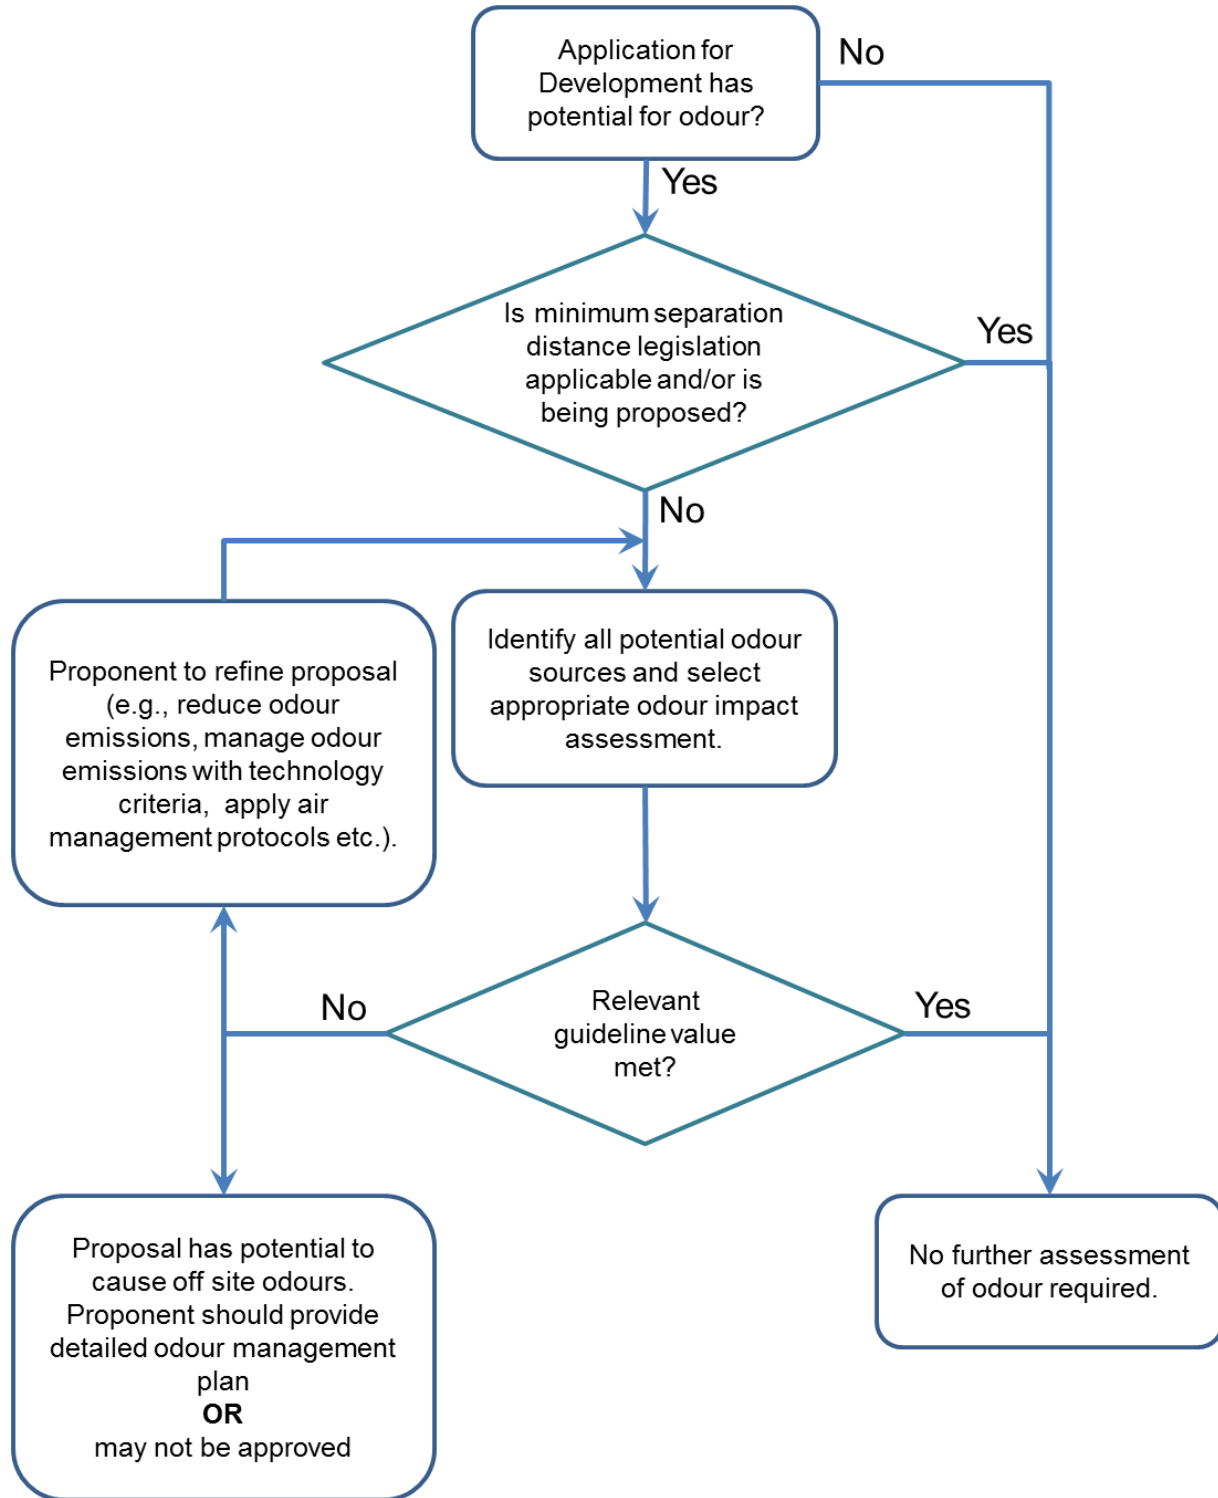 Application for
Development has
potential for odour?
No
Yes
Is minimum separation
distance legislation
applicable and/or is
being proposed?
Yes
No
Identify all potential odour
sources and select
appropriate odour impact
assessment.
Proponent to refine proposal
(e.g., reduce odour
emissions, manage odour
emissions with technology
criteria, apply air
management protocols etc.).
Relevant
guideline value
met?
No
Yes
Proposal has potential to
cause off site odours.
Proponent should provide
detailed odour management
plan
OR
may not be approved
No further assessment
of odour required.